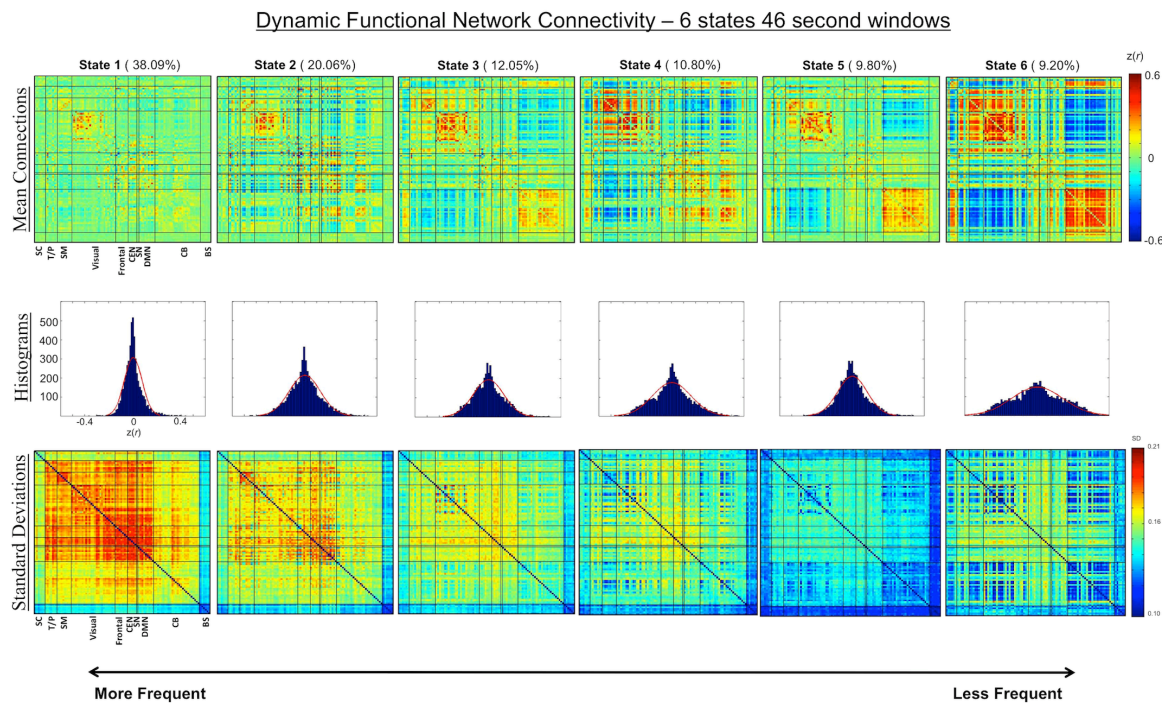 Dynamic Functional Network Connectivity – 6 states 46 second windows
State 1 ( 38.09%)
State 2 ( 20.06%)
State 3 ( 12.05%)
State 4 ( 10.80%)
State 5 ( 9.80%)
State 6 ( 9.20%)
z(r)
0.6
0
-0.6
Mean Connections
SC
T/P
SM
Visual
Frontal
CEN
SN
DMN
CB
BS
Histograms
500
400
300
200
100
-0.4
0
0.4
z(r)
Standard Deviations
SD
0.21
0.10
SC
T/P
SM
Visual
Frontal
CEN
SN
DMN
CB
BS
More Frequent
Less Frequent